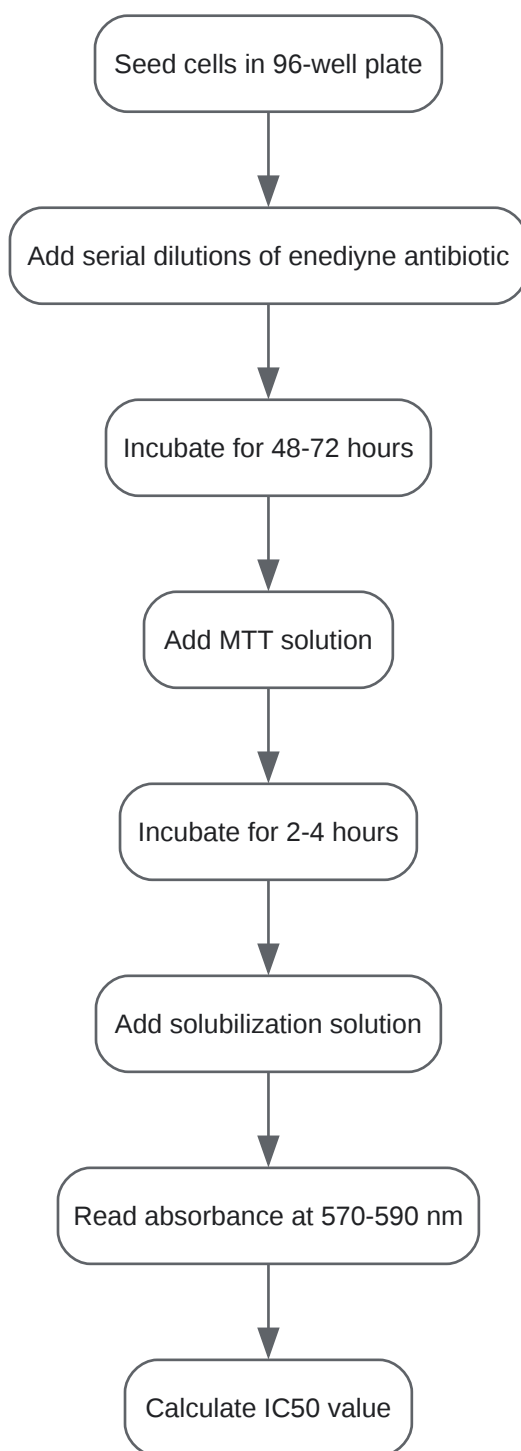 Seed cells in 96-well plate
Add serial dilutions of enediyne antibiotic
Incubate for 48-72 hours
Add MTT solution
Incubate for 2-4 hours
Add solubilization solution
Read absorbance at 570-590 nm
Calculate IC50 value